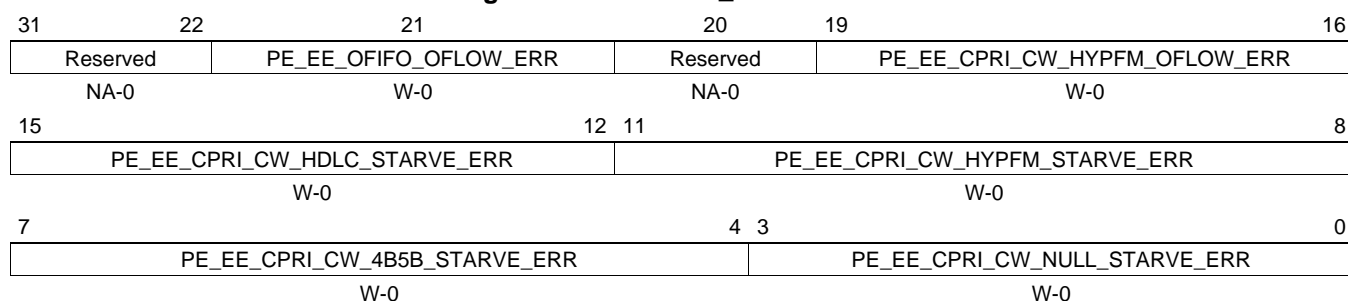 31 22 21 20 19 16
Reserved PE_EE_OFIFO_OFLOW_ERR Reserved PE_EE_CPRI_CW_HYPFM_OFLOW_ERR
NA-0 W-0 NA-0 W-0
15 12 11 8
PE_EE_CPRI_CW_HDLC_STARVE_ERR PE_EE_CPRI_CW_HYPFM_STARVE_ERR
W-0 W-0
7 4 3 0
PE_EE_CPRI_CW_4B5B_STARVE_ERR PE_EE_CPRI_CW_NULL_STARVE_ERR
W-0 W-0